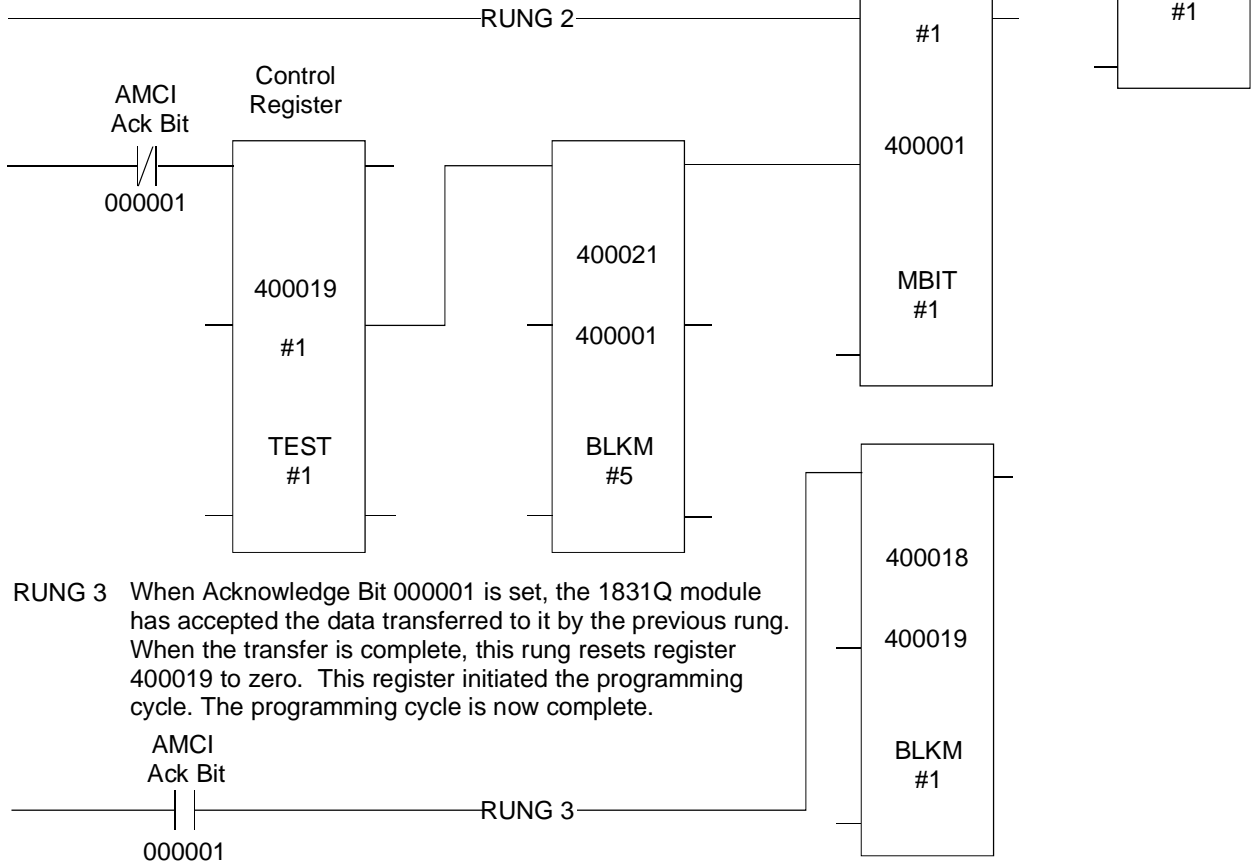 RUNG 2
#1
#1
Control
Register
AMCI
Ack Bit
000001
400019
#1
TEST
#1
400021
400001
BLKM
#5
400001
MBIT
#1
RUNG 3 When Acknowledge Bit 000001 is set, the 1831Q module
has accepted the data transferred to it by the previous rung.
When the transfer is complete, this rung resets register
400019 to zero. This register initiated the programming
cycle. The programming cycle is now complete.
AMCI
Ack Bit
000001
RUNG 3
400018
400019
BLKM
#1